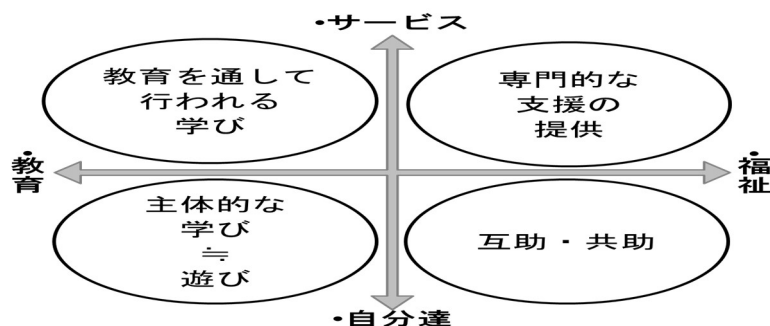 ・サービス
教育を通して
行われる
学び
専門的な
支援の
提供
・教育
・福祉
主体的な
学び
≒
遊び
互助・共助
・自分達